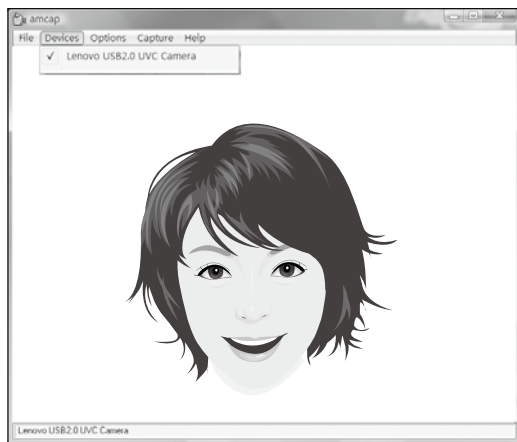 amcap
File Devices Options Capture Help
✓ Lenovo USB2.0 UVC Camera
Lenovo USB2.0 UVC Camera